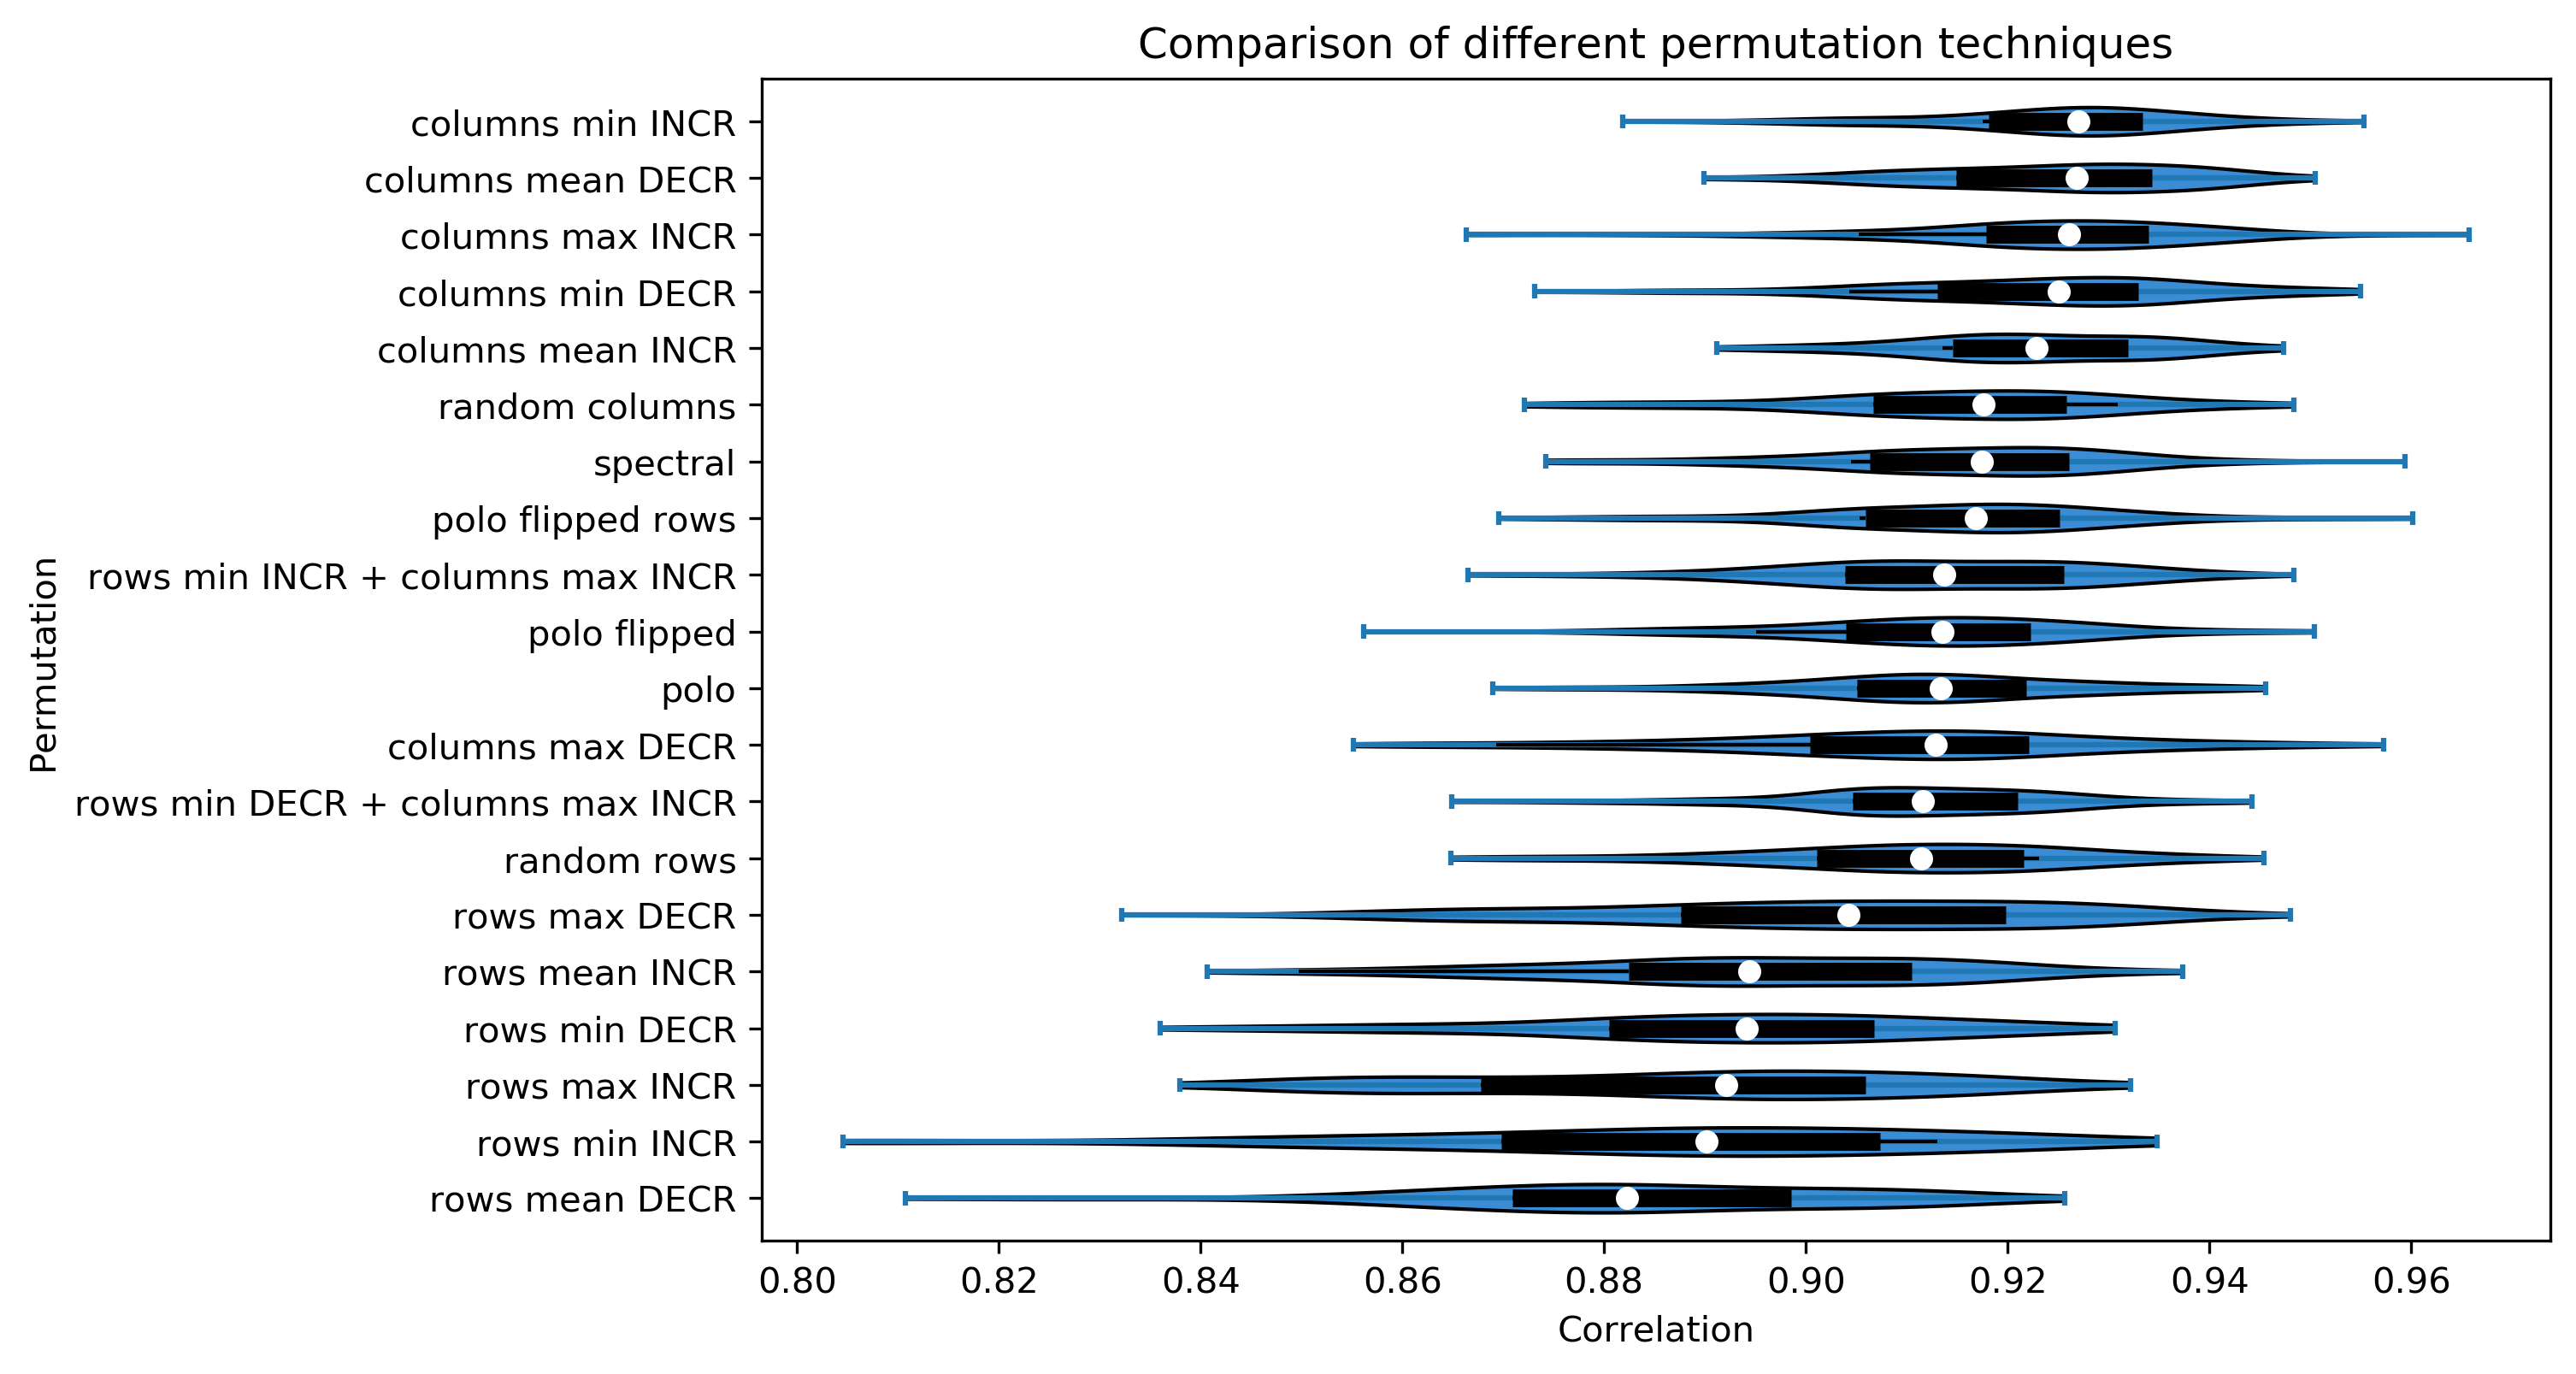 Comparison of different permutation techniques
columns min INCR
columns mean DECR
columns max INCR
columns min DECR
columns mean INCR
random columns
spectral
polo flipped rows
rows min INCR + columns max INCR
polo flipped
polo
columns max DECR
rows min DECR + columns max INCR
random rows
rows max DECR
rows mean INCR
rows min DECR
rows max INCR
rows min INCR
rows mean DECR
Permutation
0.80 0.82 0.84 0.86 0.88 0.90 0.92 0.94 0.96
Correlation